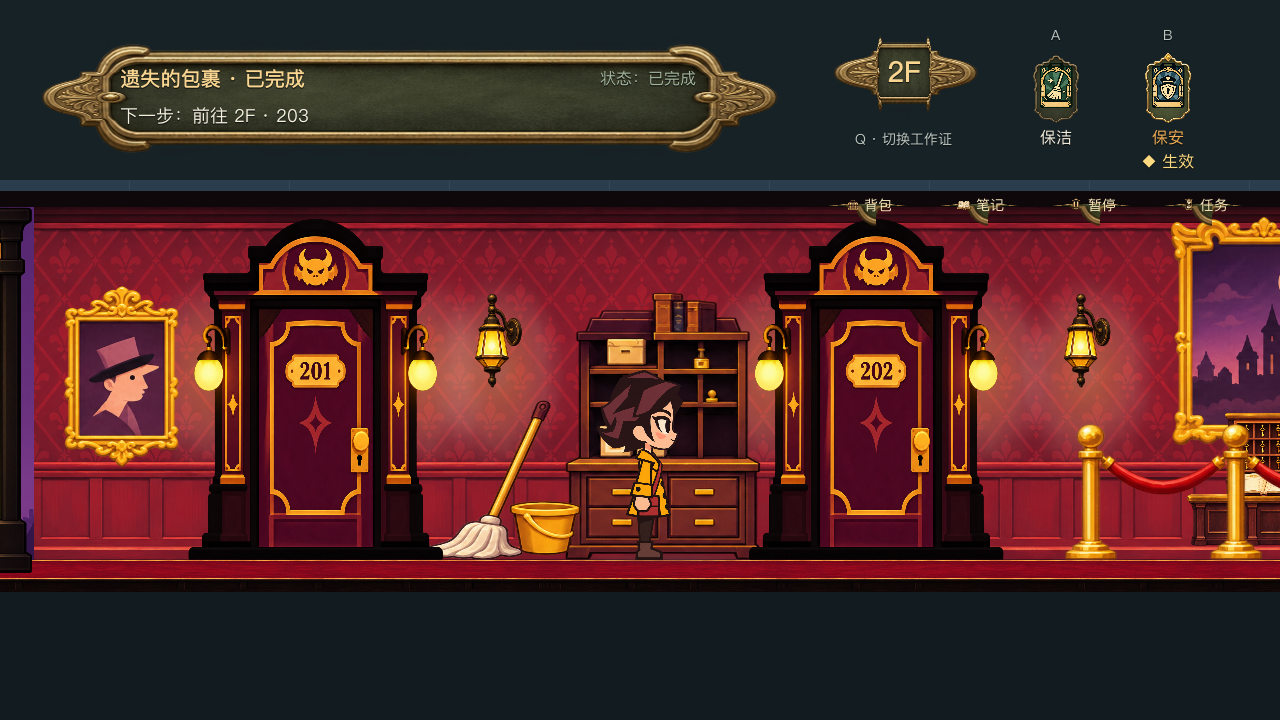 遗失的包裹 · 已完成
状态：已完成
下一步：前往 2F · 203
2F
Q · 切换工作证
A
保洁
B
保安
◆ 生效
背包
笔记
暂停
任务
201
202